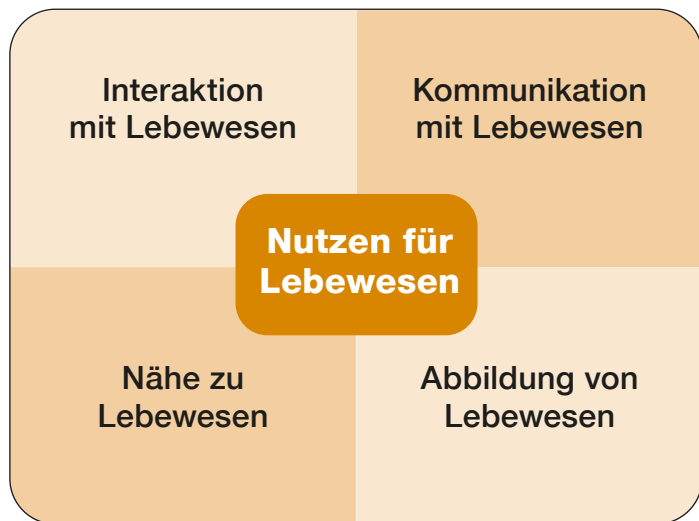 Interaktion
mit Lebewesen
Kommunikation
mit Lebewesen
Nutzen für
Lebewesen
Nähe zu
Lebewesen
Abbildung von
Lebewesen